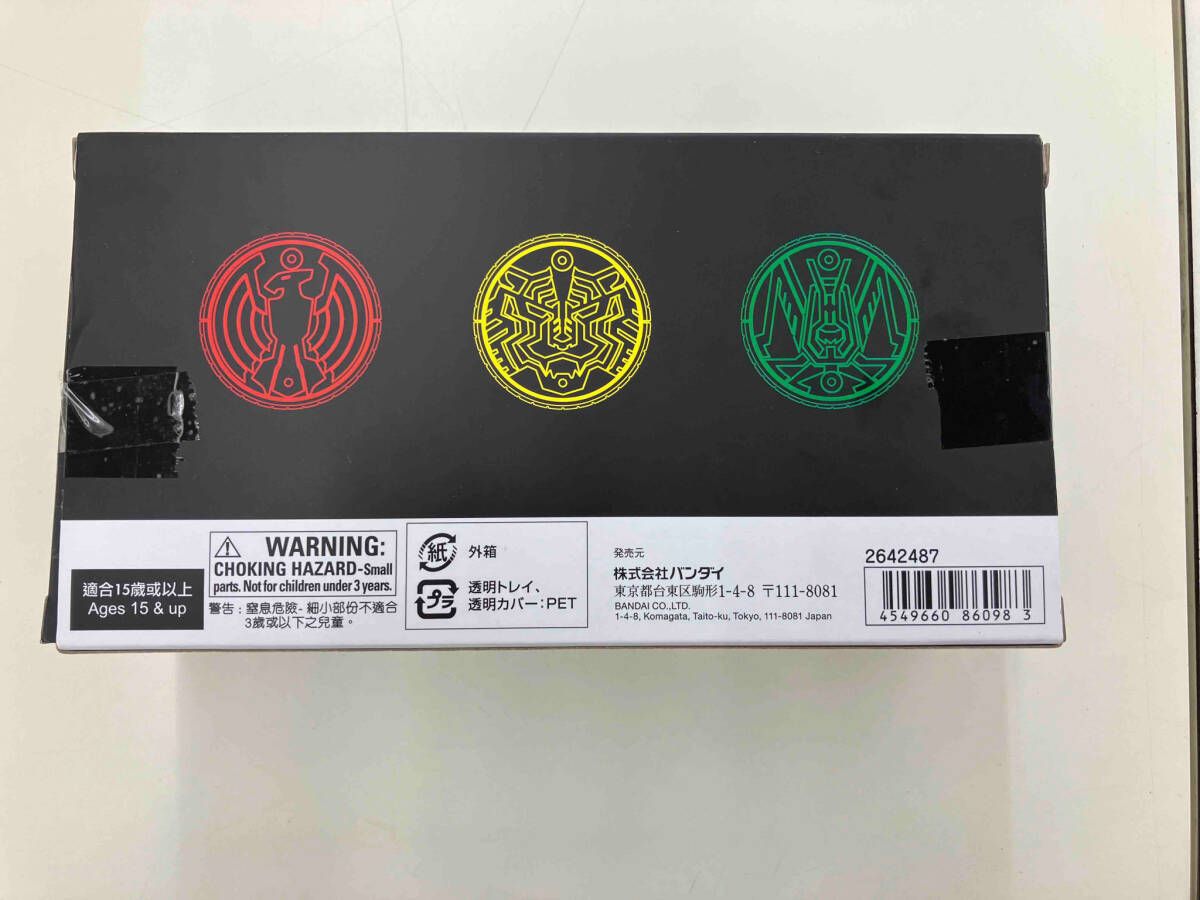 適合15歲或以上
Ages 15 & up
WARNING:
CHOKING HAZARD-Small
parts. Not for children under 3 years.
警告：窒息危險- 細小部份不適合
3歲或以下之兒童。
紙 外箱
プラ 透明トレイ、
透明カバー：PET
発売元
株式会社バンダイ
東京都台東区駒形1-4-8 〒111-8081
BANDAI CO.,LTD.
1-4-8, Komagata, Taito-ku, Tokyo, 111-8081 Japan
2642487
4549660 86098 3